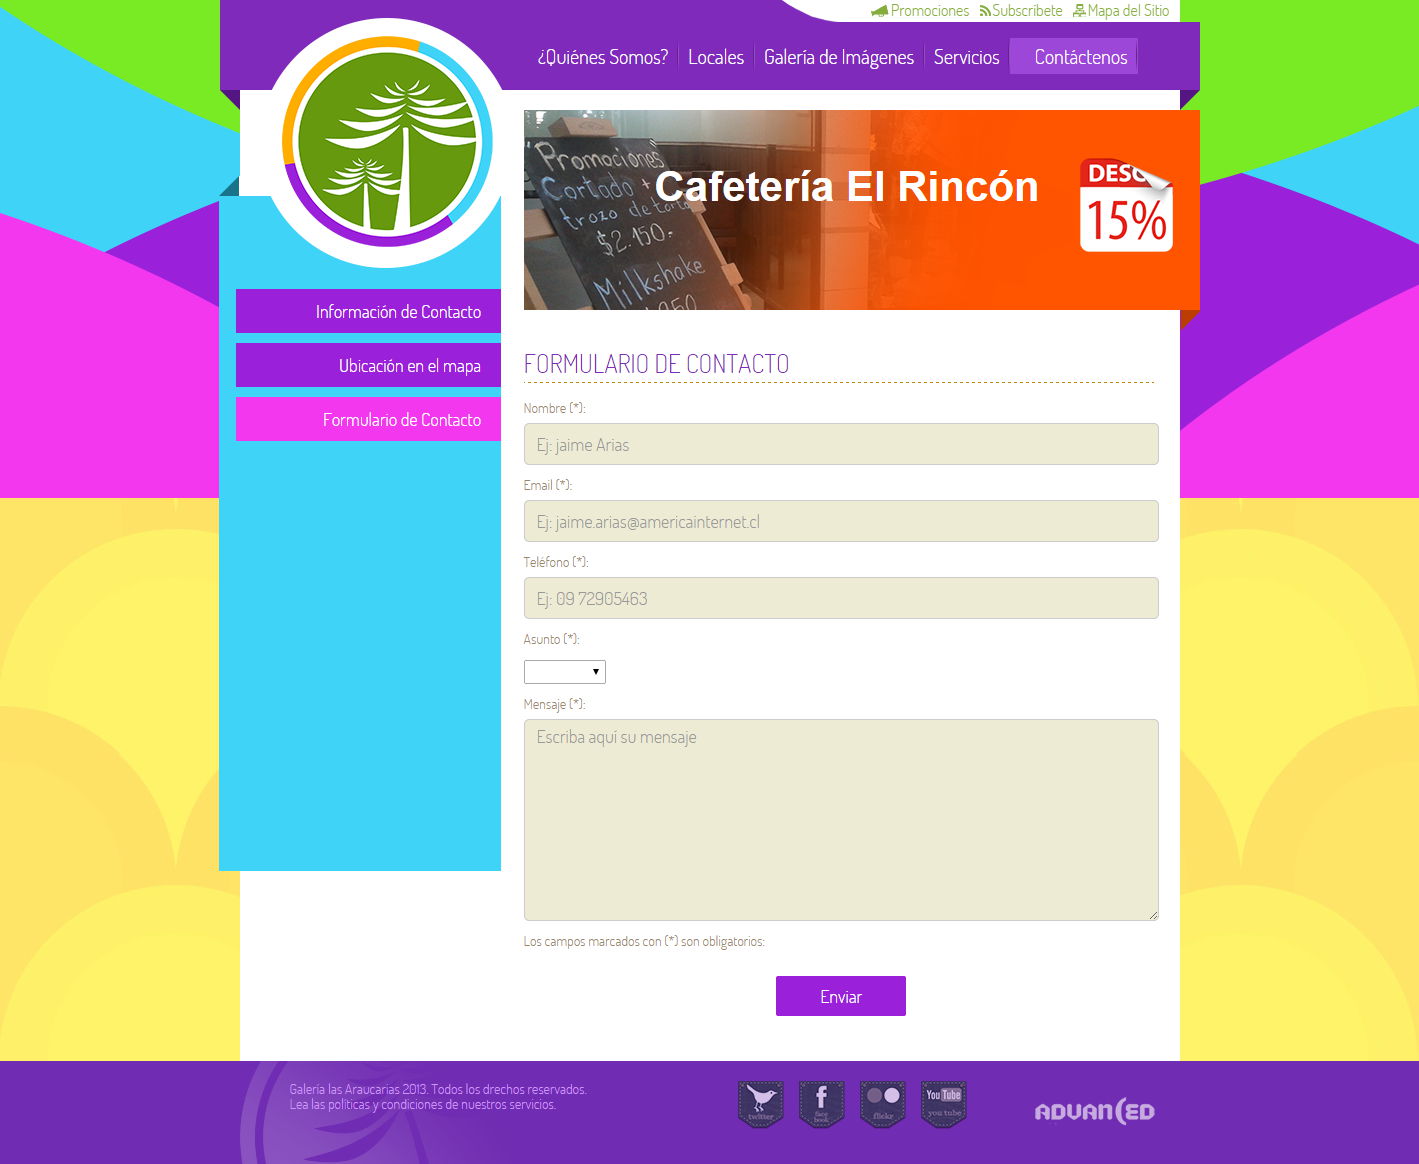 Promociones Subscríbete Mapa del Sitio
¿Quiénes Somos? Locales Galería de Imágenes Servicios Contáctenos
"Promociones"
Cortado +
trozo de torta
$2.150.-
Milkshake
Cafetería El Rincón
DESC
15%
Información de Contacto
Ubicación en el mapa
Formulario de Contacto
FORMULARIO DE CONTACTO
Nombre (*):
Ej: jaime Arias
Email (*):
Ej: jaime.arias@americainternet.cl
Teléfono (*):
Ej: 09 72905463
Asunto (*):
Mensaje (*):
Escriba aquí su mensaje
Los campos marcados con (*) son obligatorios:
Enviar
Galería las Araucarias 2013. Todos los drechos reservados.
Lea las políticas y condiciones de nuestros servicios.
twitter
face
book
flickr
You Tube
you tube
ADVANCED